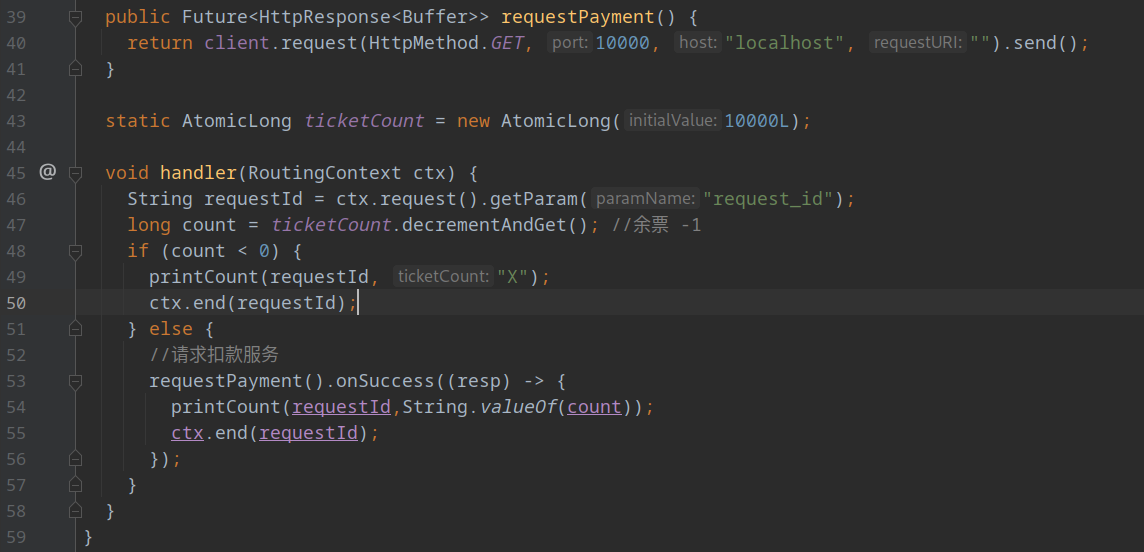 39 public Future<HttpResponse<Buffer>> requestPayment() {
40 return client.request(HttpMethod.GET, port: 10000, host: "localhost", requestURI: "").send();
41 }
42
43 static AtomicLong ticketCount = new AtomicLong( initialValue: 10000L);
44
45 @ void handler(RoutingContext ctx) {
46 String requestId = ctx.request().getParam( paramName: "request_id");
47 long count = ticketCount.decrementAndGet(); //余票 -1
48 if (count < 0) {
49 printCount(requestId, ticketCount: "X");
50 ctx.end(requestId);
51 } else {
52 //请求扣款服务
53 requestPayment().onSuccess((resp) -> {
54 printCount(requestId,String.valueOf(count));
55 ctx.end(requestId);
56 });
57 }
58 }
59 }